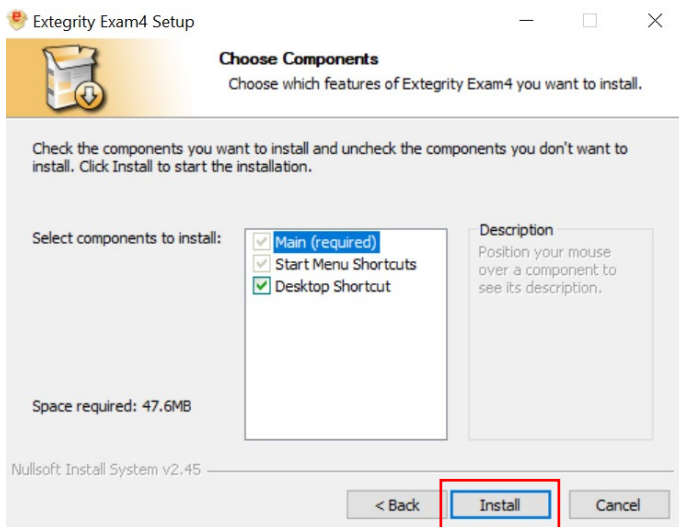 Extegrity Exam4 Setup
Choose Components
Choose which features of Extegrity Exam4 you want to install.
Check the components you want to install and uncheck the components you don't want to
install. Click Install to start the installation.
Select components to install:
Main (required)
Start Menu Shortcuts
Desktop Shortcut
Description
Position your mouse
over a component to
see its description.
Space required: 47.6MB
Nullsoft Install System v2.45
< Back Install Cancel